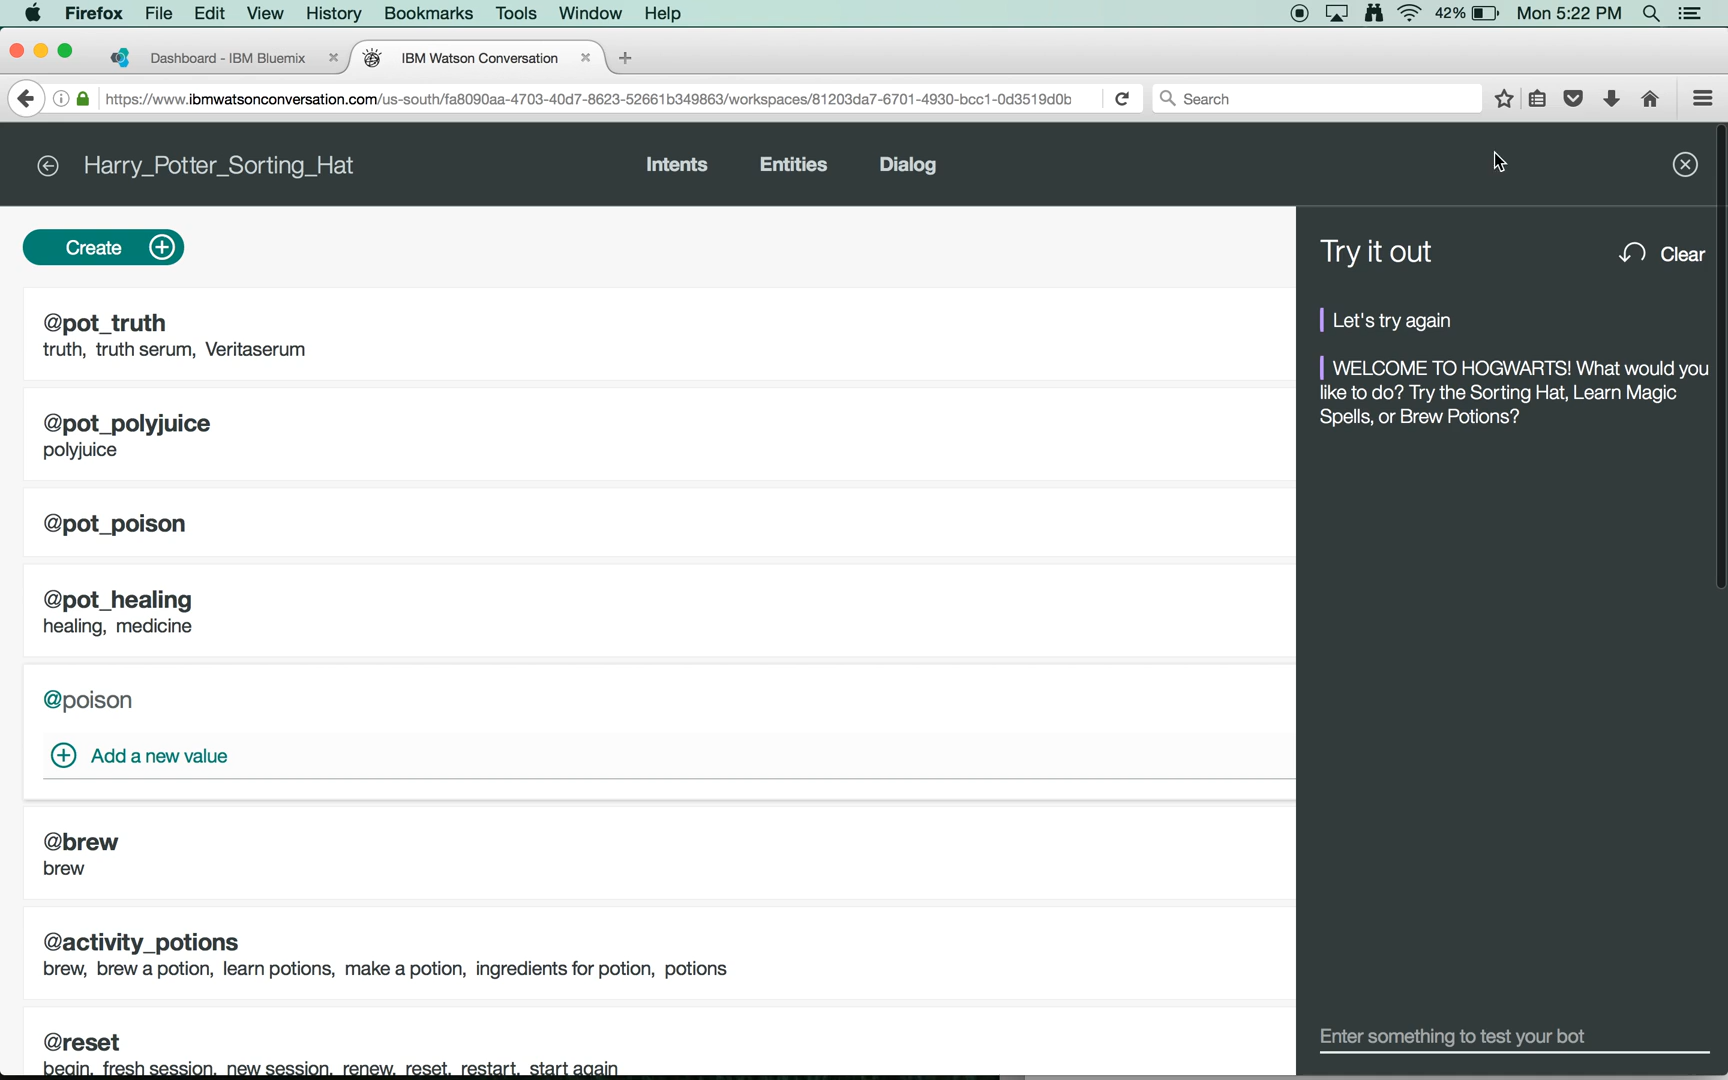 Firefox File Edit View History Bookmarks Tools Window Help 42% Mon 5:22 PM
Dashboard - IBM Bluemix IBM Watson Conversation
https://www.ibmwatsonconversation.com/us-south/fa8090aa-4703-40d7-8623-52661b349863/workspaces/81203da7-6701-4930-bcc1-0d3519d0b Search
Harry_Potter_Sorting_Hat Intents Entities Dialog
Create
@pot_truth
truth, truth serum, Veritaserum
@pot_polyjuice
polyjuice
@pot_poison
@pot_healing
healing, medicine
@poison
Add a new value
@brew
brew
@activity_potions
brew, brew a potion, learn potions, make a potion, ingredients for potion, potions
@reset
begin, fresh session, new session, renew, reset, restart, start again
Try it out Clear
Let's try again
WELCOME TO HOGWARTS! What would you
like to do? Try the Sorting Hat, Learn Magic
Spells, or Brew Potions?
Enter something to test your bot